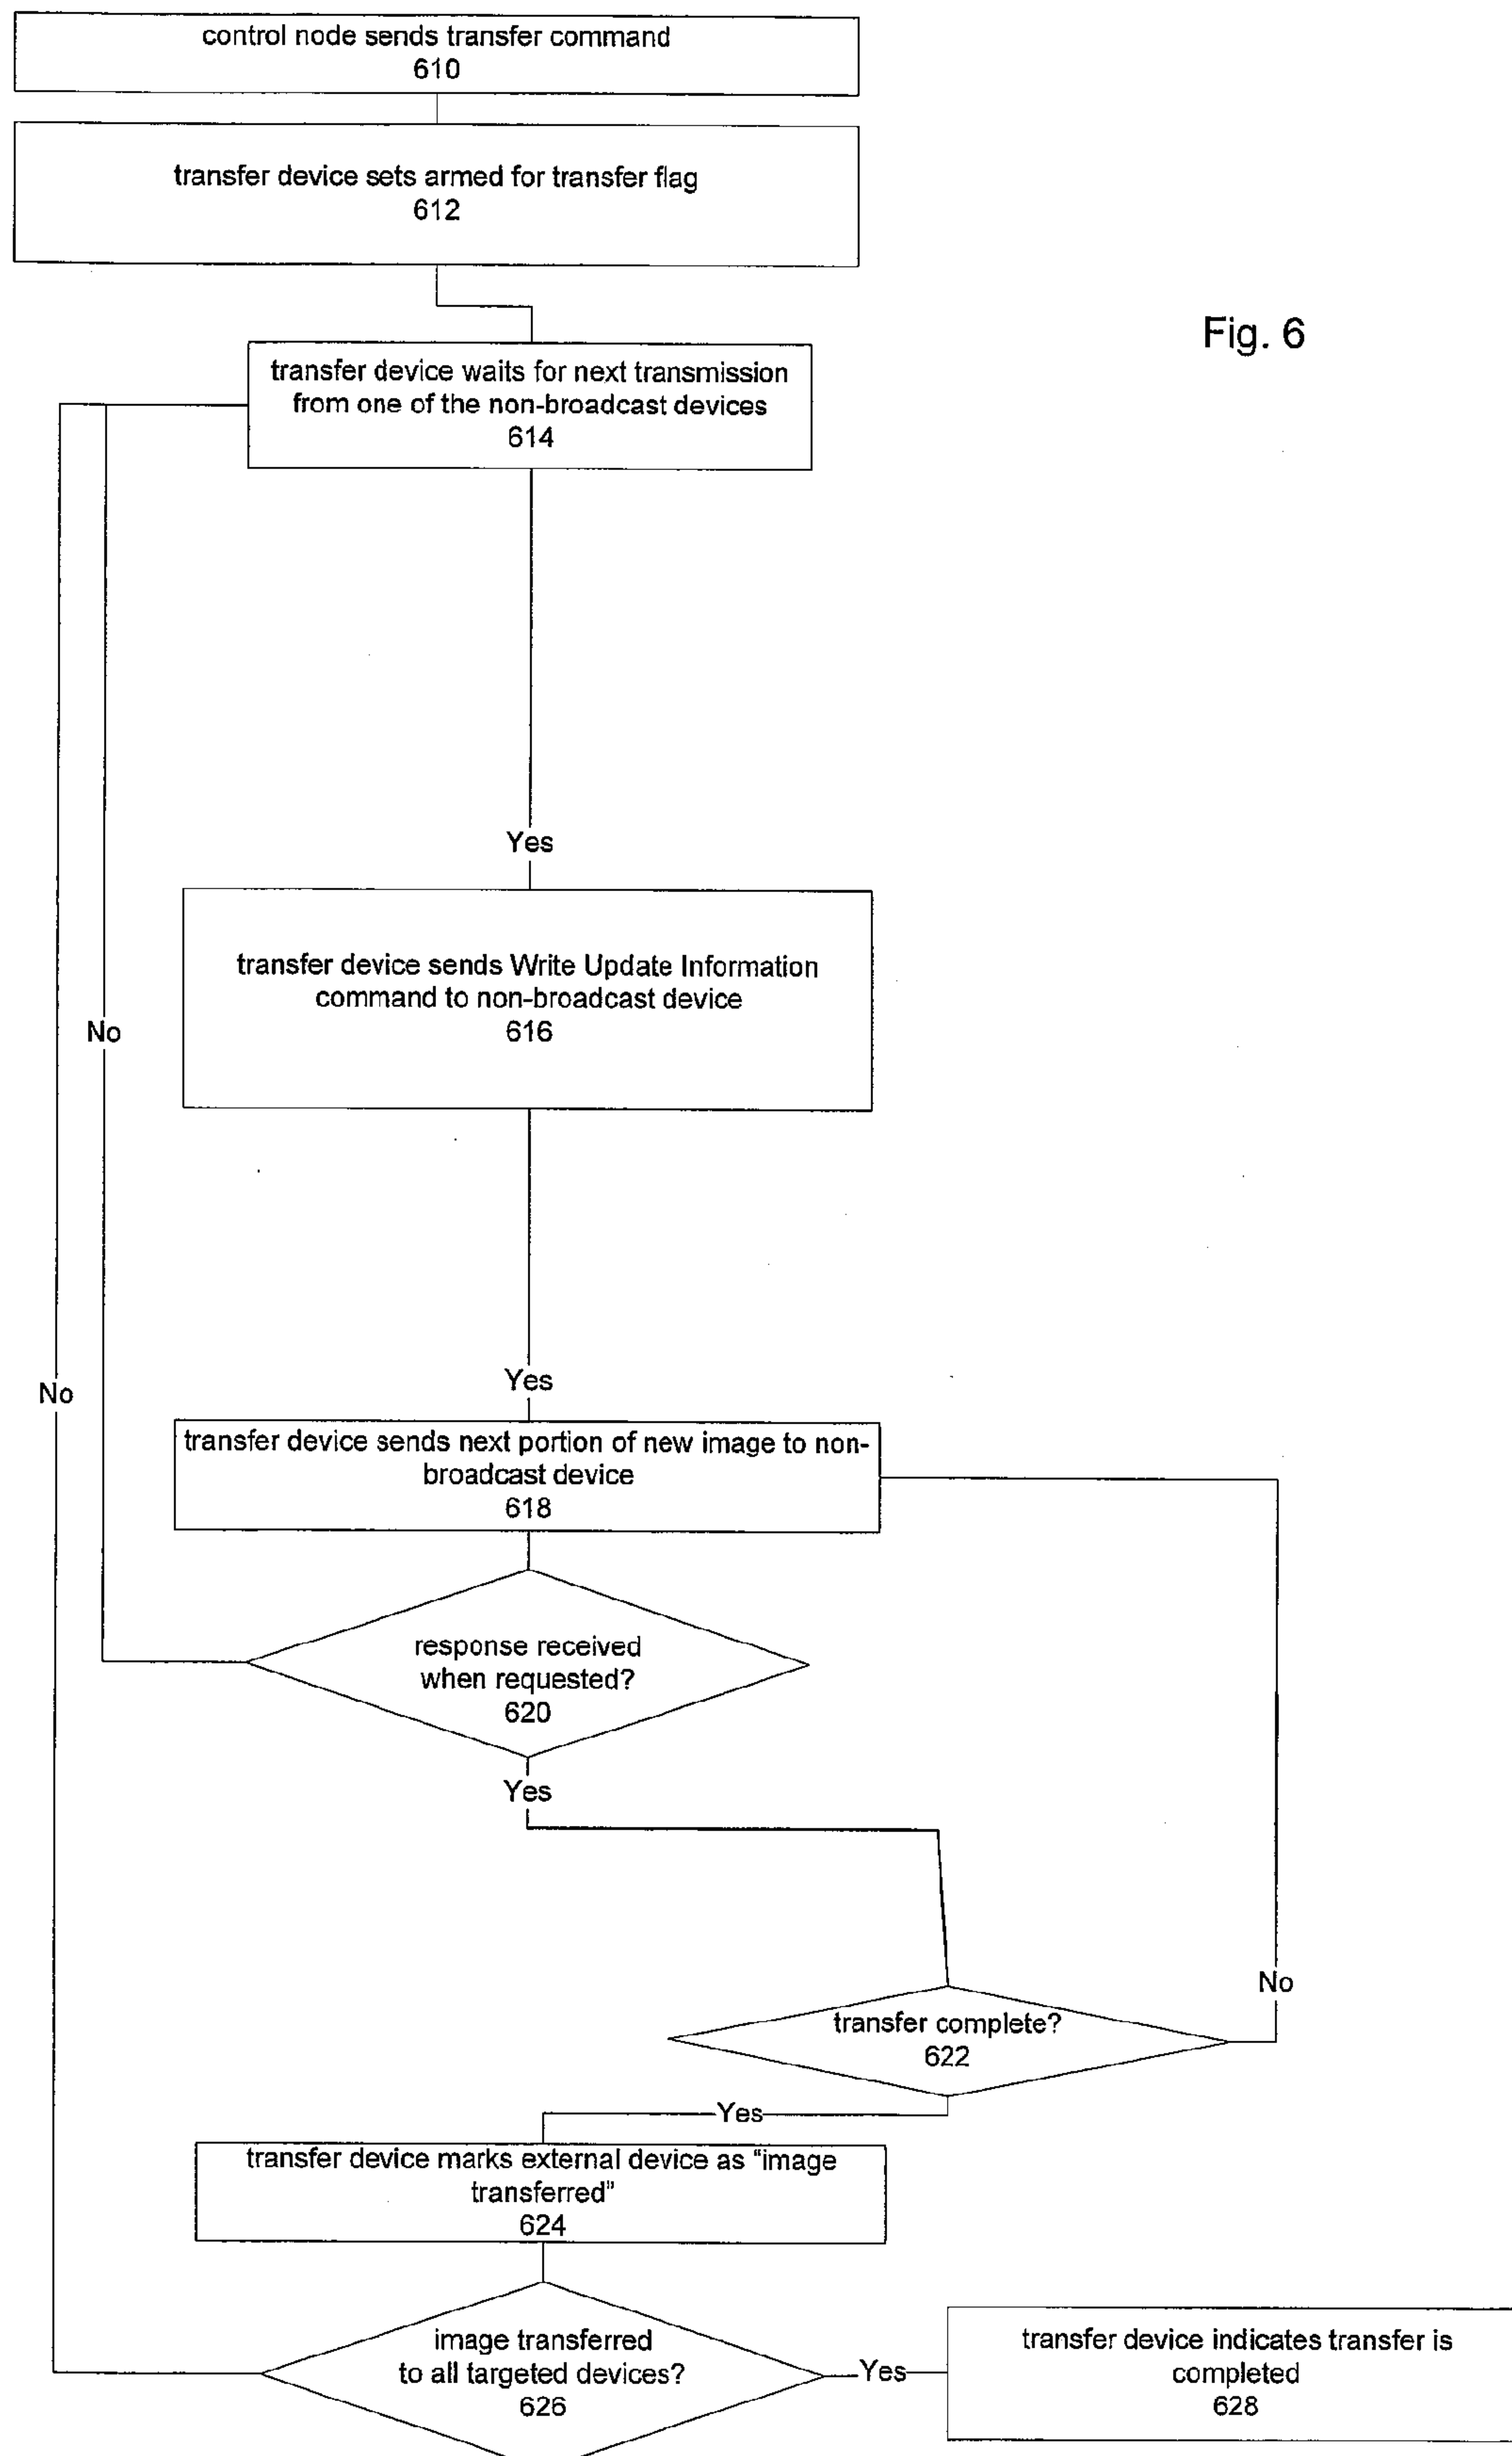 control node sends transfer command
610
transfer device sets armed for transfer flag
612
Fig. 6
transfer device waits for next transmission
from one of the non-broadcast devices
614
Yes
transfer device sends Write Update Information
command to non-broadcast device
616
No
Yes
No
transfer device sends next portion of new image to non-
broadcast device
618
response received
when requested?
620
Yes
No
transfer complete?
622
Yes
transfer device marks external device as "image
transferred"
624
image transferred
to all targeted devices?
626
Yes
transfer device indicates transfer is
completed
628